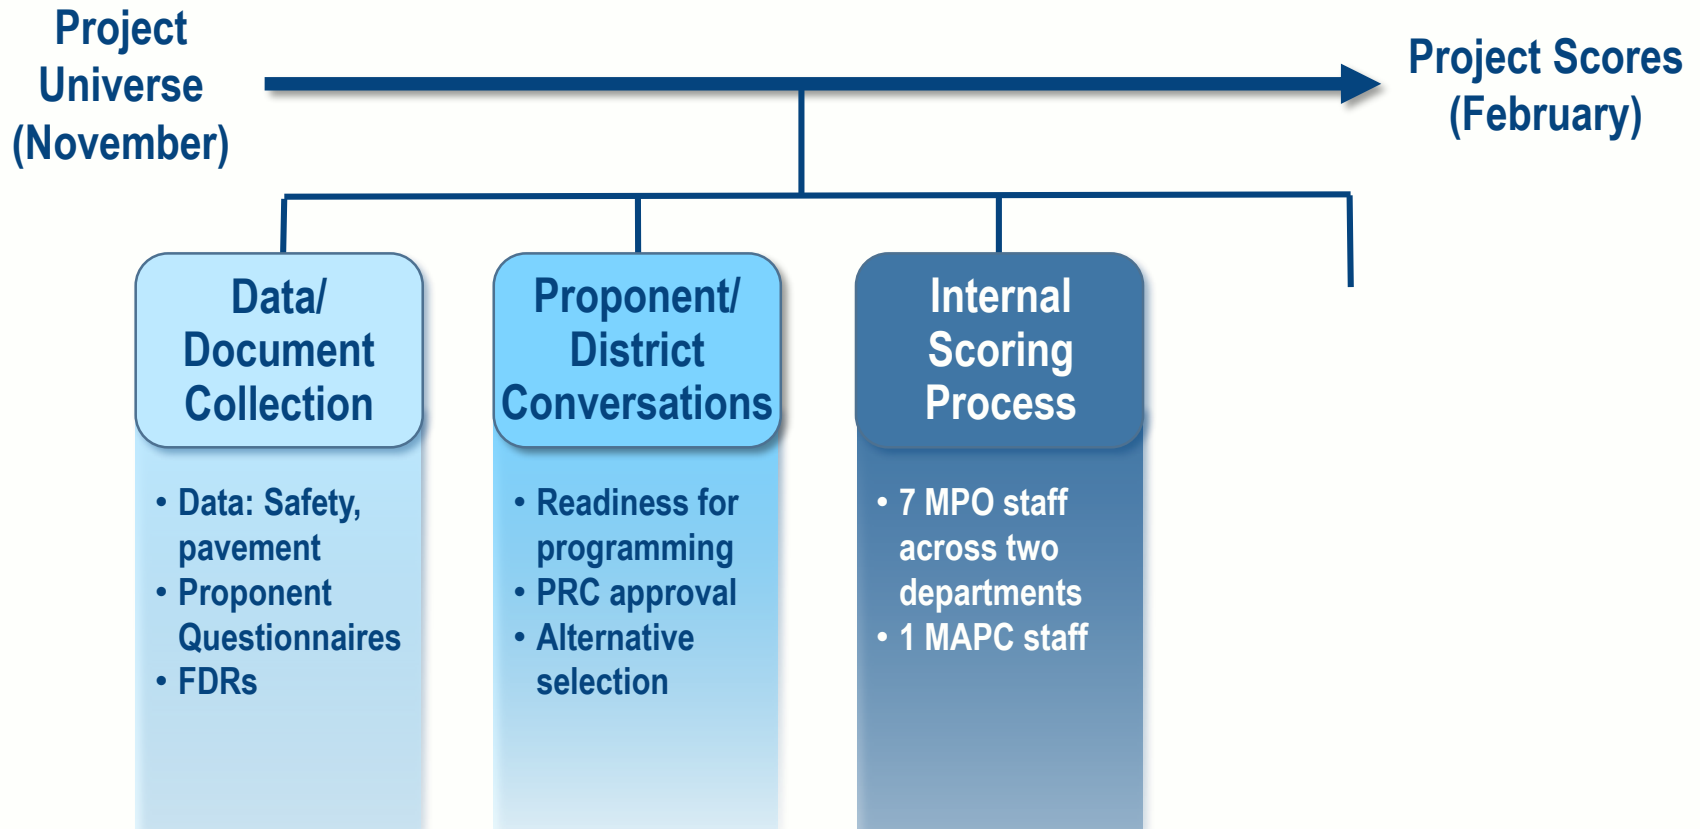 Project
Universe
(November)
Project Scores
(February)
Data/
Document
Collection
• Data: Safety,
pavement
• Proponent
Questionnaires
• FDRs
Proponent/
District
Conversations
• Readiness for
programming
• PRC approval
• Alternative
selection
Internal
Scoring
Process
• 7 MPO staff
across two
departments
• 1 MAPC staff